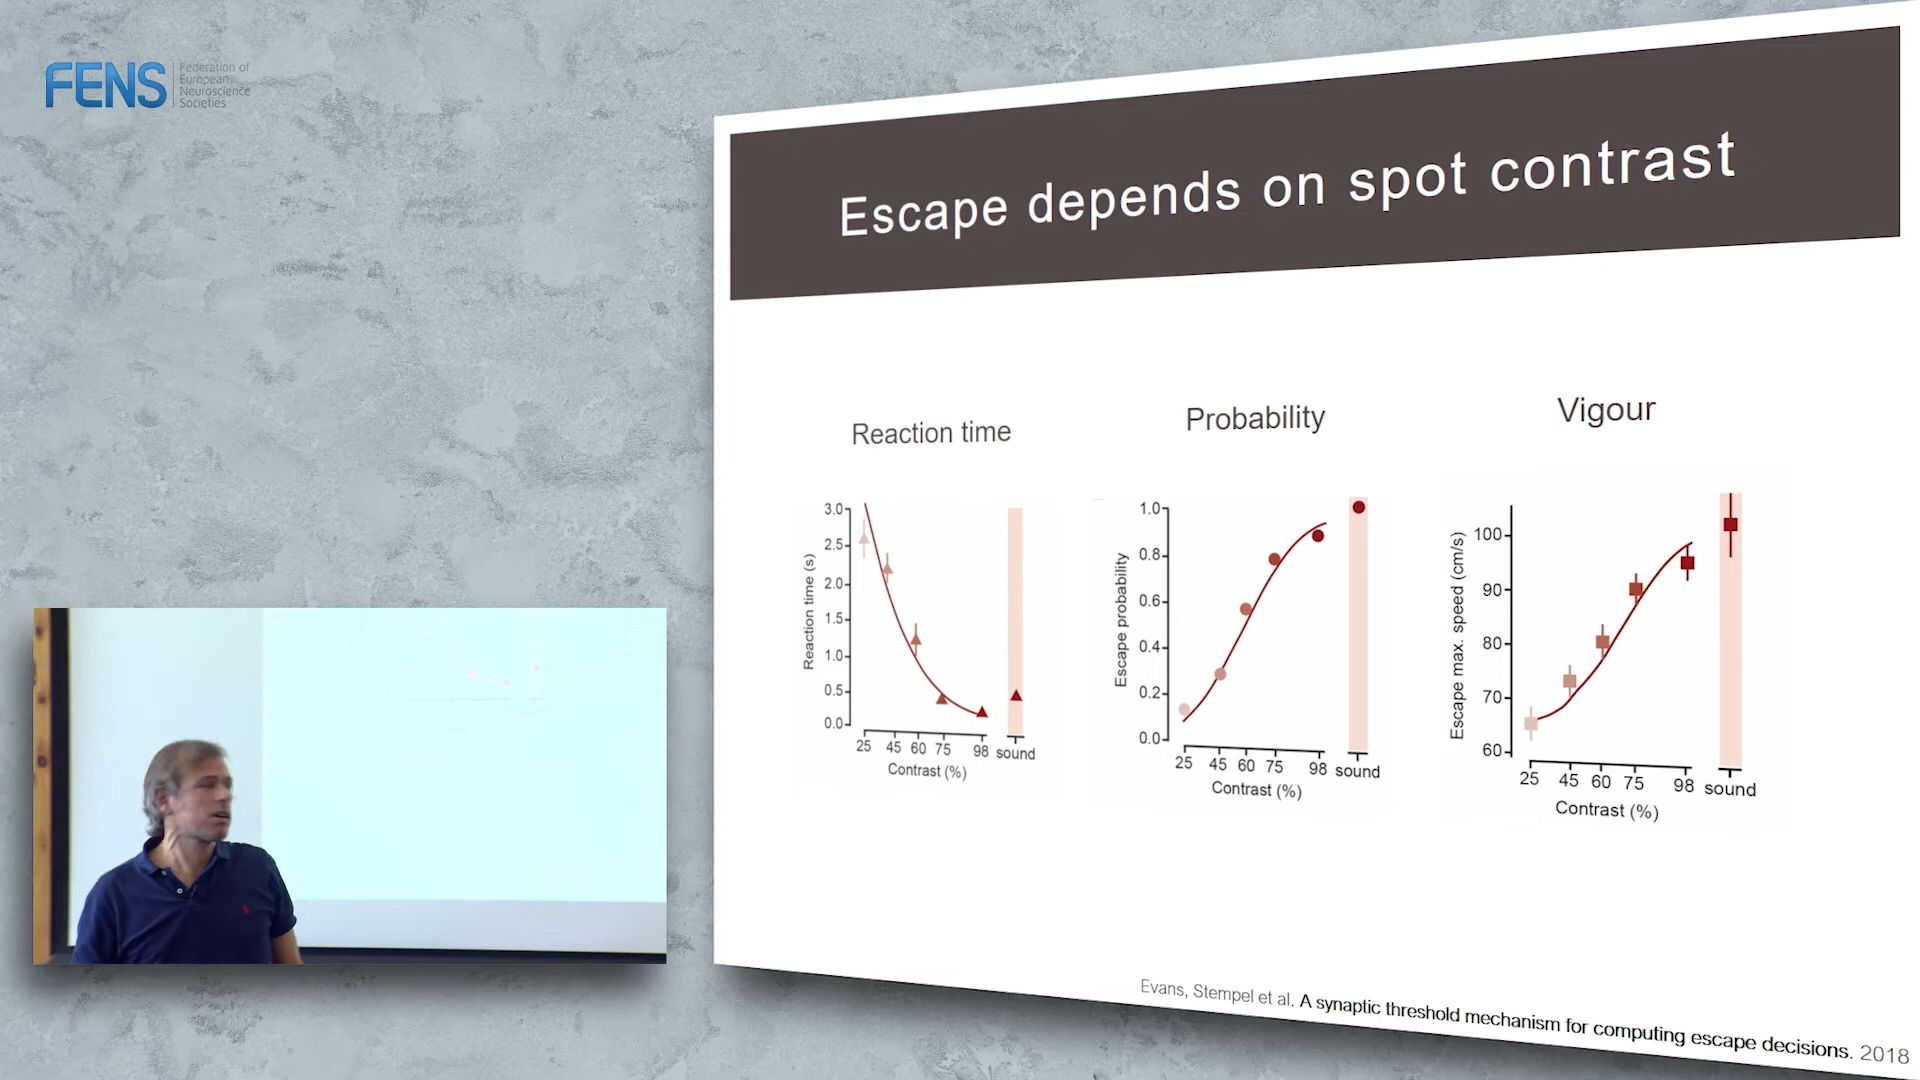 FENS
Federation of
European
Neuroscience
Societies
Escape depends on spot contrast
Reaction time
Probability
Vigour
Reaction time (s)
3.0
2.5
2.0
1.5
1.0
0.5
0.0
25 45 60 75 98 sound
Contrast (%)
Escape probability
1.0
0.8
0.6
0.4
0.2
0.0
25 45 60 75 98 sound
Contrast (%)
Escape max. speed (cm/s)
100
90
80
70
60
25 45 60 75 98 sound
Contrast (%)
Evans, Stempel et al. A synaptic threshold mechanism for computing escape decisions. 2018